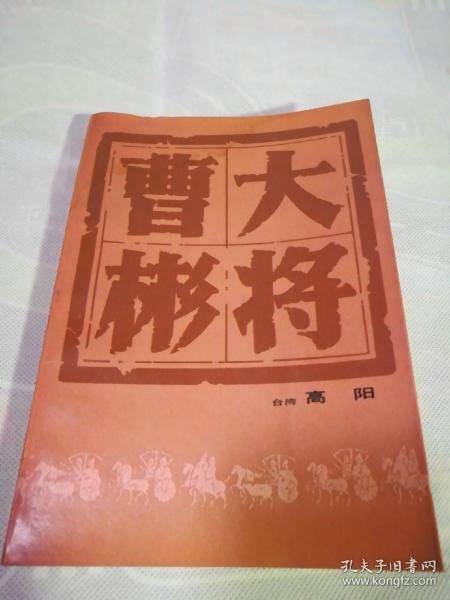 大将
曹彬
台湾 高阳
孔夫子旧书网
www.kongfz.com